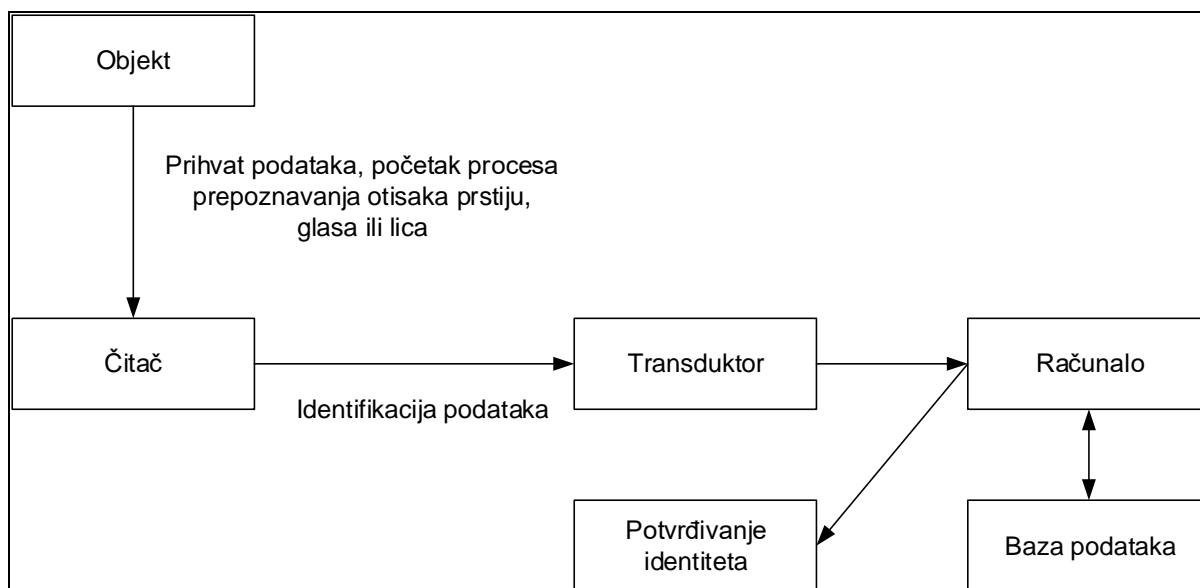 Objekt
Prihvat podataka, početak procesa
prepoznavanja otisaka prstiju,
glasa ili lica
Čitač
Transduktor
Računalo
Identifikacija podataka
Potvrđivanje
identiteta
Baza podataka